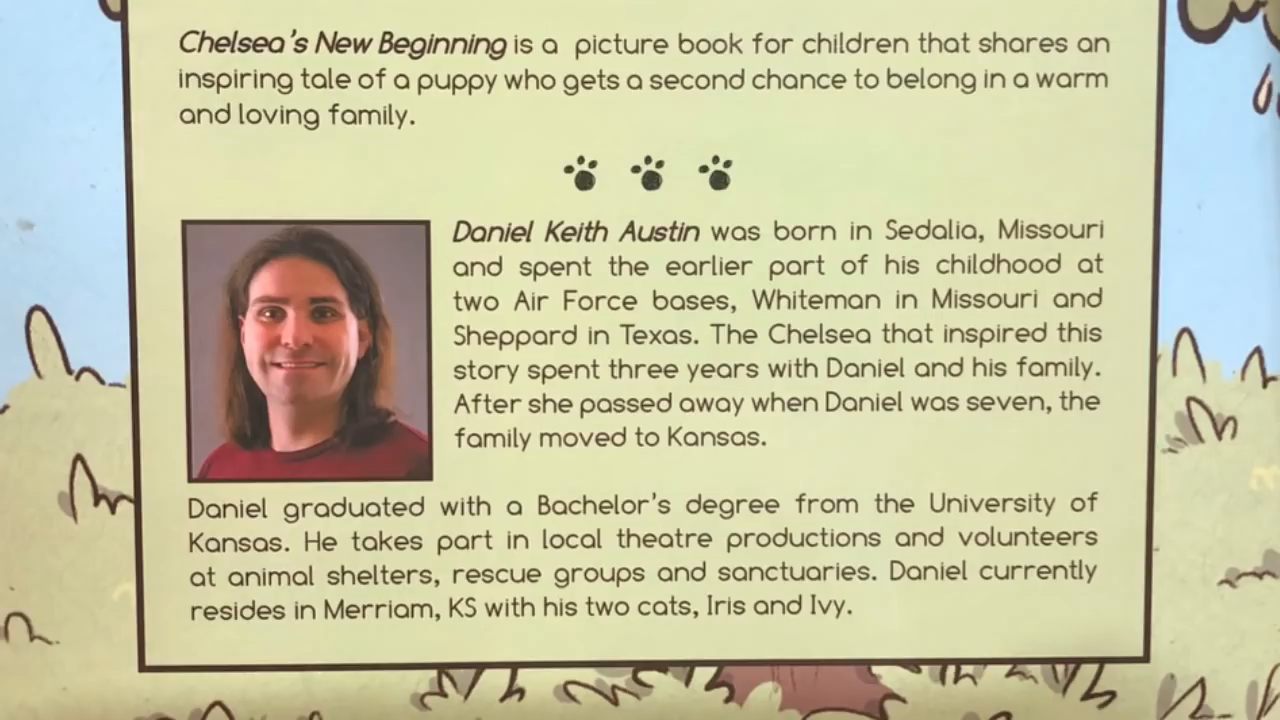 Chelsea's New Beginning is a picture book for children that shares an
inspiring tale of a puppy who gets a second chance to belong in a warm
and loving family.
Daniel Keith Austin was born in Sedalia, Missouri
and spent the earlier part of his childhood at
two Air Force bases, Whiteman in Missouri and
Sheppard in Texas. The Chelsea that inspired this
story spent three years with Daniel and his family.
After she passed away when Daniel was seven, the
family moved to Kansas.
Daniel graduated with a Bachelor's degree from the University of
Kansas. He takes part in local theatre productions and volunteers
at animal shelters, rescue groups and sanctuaries. Daniel currently
resides in Merriam, KS with his two cats, Iris and Ivy.